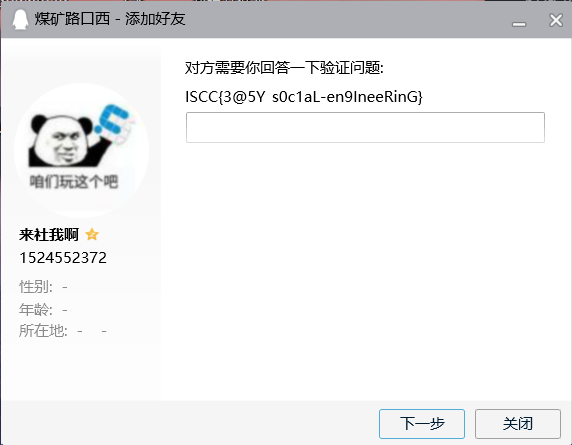 煤矿路口西 - 添加好友
对方需要你回答一下验证问题:
ISCC{3@5Y s0c1aL-en9IneeRinG}
咱们玩这个吧
来社我啊
1524552372
性别: -
年龄: -
所在地: - -
下一步
关闭